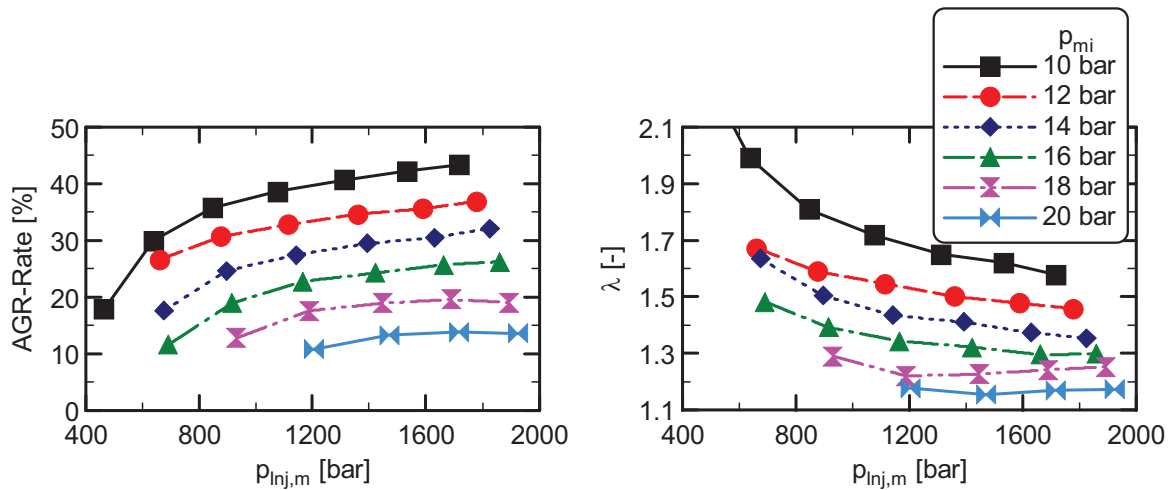 p_mi
10 bar
12 bar
14 bar
16 bar
18 bar
20 bar
AGR-Rate [%]
50
40
30
20
10
0
400 800 1200 1600 2000
p_Inj,m [bar]
λ [-]
2.1
1.9
1.7
1.5
1.3
1.1
400 800 1200 1600 2000
p_Inj,m [bar]